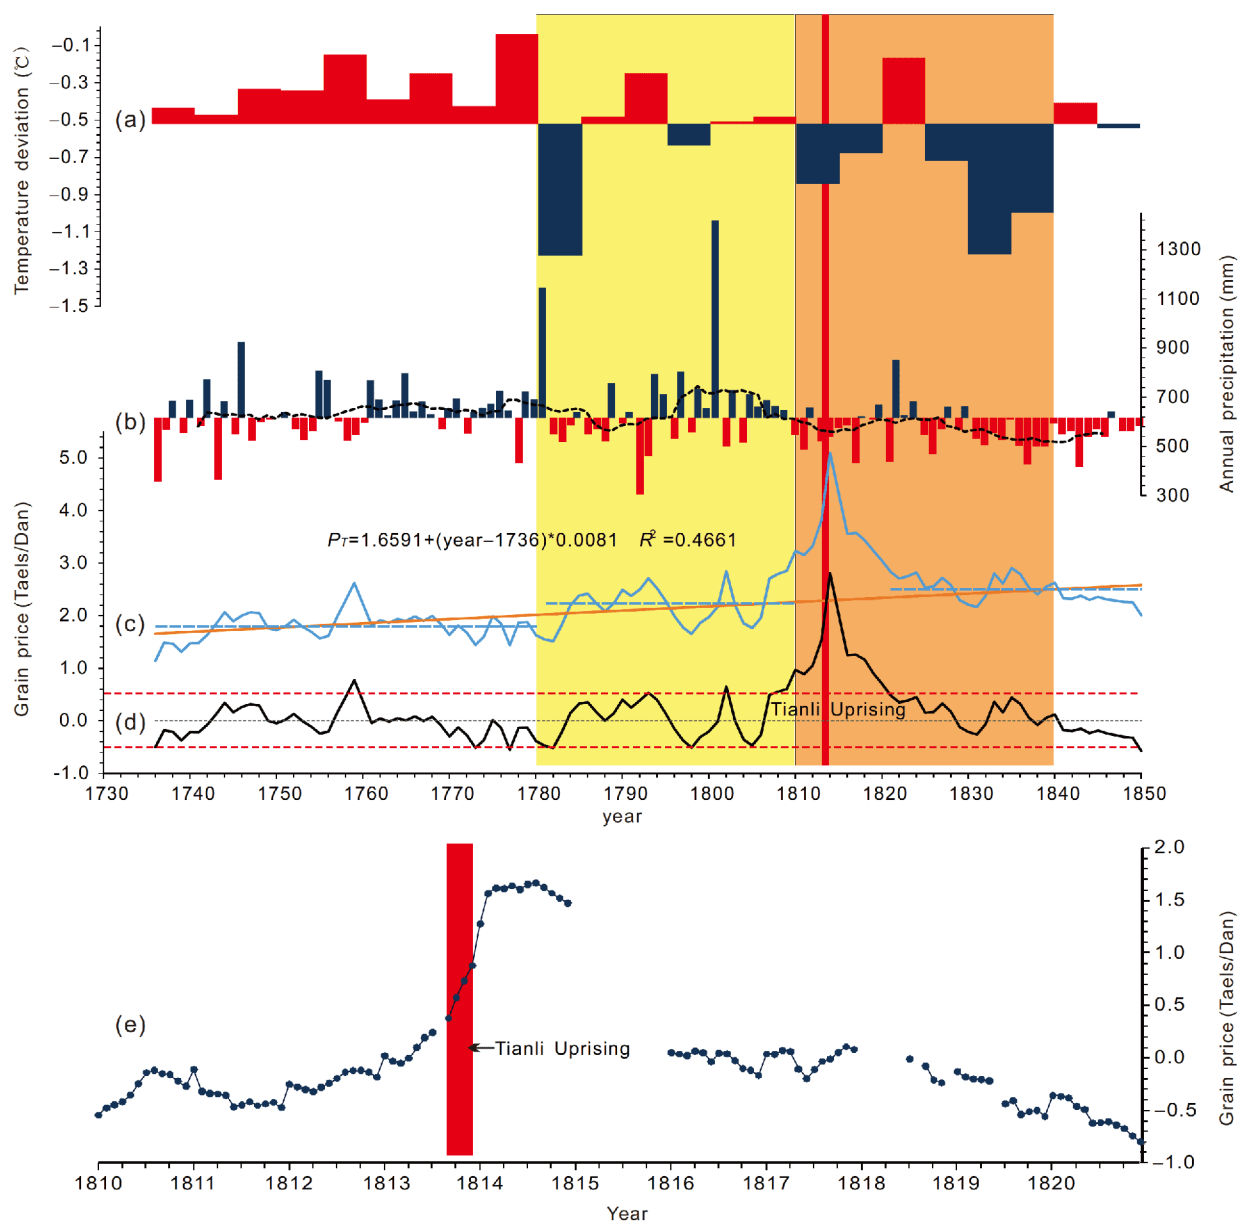 Temperature deviation (℃)
−0.1
−0.3
−0.5
−0.7
−0.9
−1.1
−1.3
−1.5
(a)
Annual precipitation (mm)
1300
1100
900
700
500
300
(b)
Grain price (Taels/Dan)
5.0
4.0
3.0
2.0
1.0
0.0
−1.0
PT=1.6591+(year−1736)*0.0081 R2=0.4661
(c)
(d)
Tianli Uprising
1730 1740 1750 1760 1770 1780 1790 1800 1810 1820 1830 1840 1850
year
(e)
Tianli Uprising
2.0
1.5
1.0
0.5
0.0
−0.5
−1.0
Grain price (Taels/Dan)
1810 1811 1812 1813 1814 1815 1816 1817 1818 1819 1820
Year